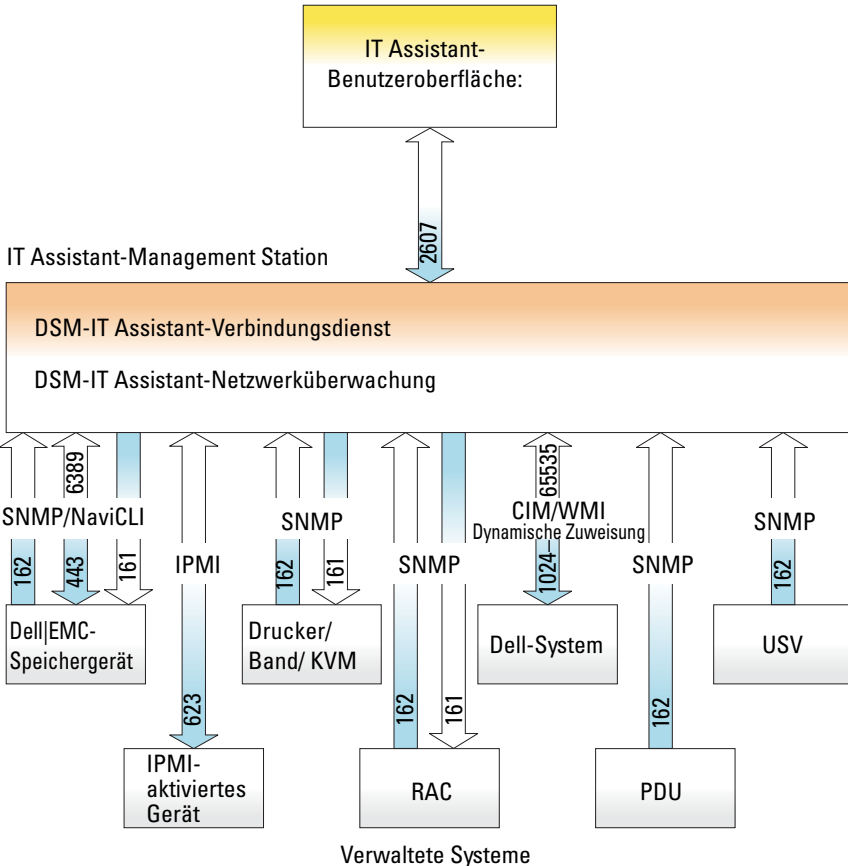 IT Assistant-
Benutzeroberfläche:
2607
IT Assistant-Management Station
DSM-IT Assistant-Verbindungsdienst
DSM-IT Assistant-Netzwerküberwachung
6389
65535
SNMP/NaviCLI
SNMP
CIM/WMI
Dynamische Zuweisung
SNMP
IPMI
SNMP
SNMP
162
443
161
162
161
1024–
162
Dell|EMC-
Speichergerät
Drucker/
Band/ KVM
Dell-System
USV
623
162
161
162
IPMI-
aktiviertes
Gerät
RAC
PDU
Verwaltete Systeme